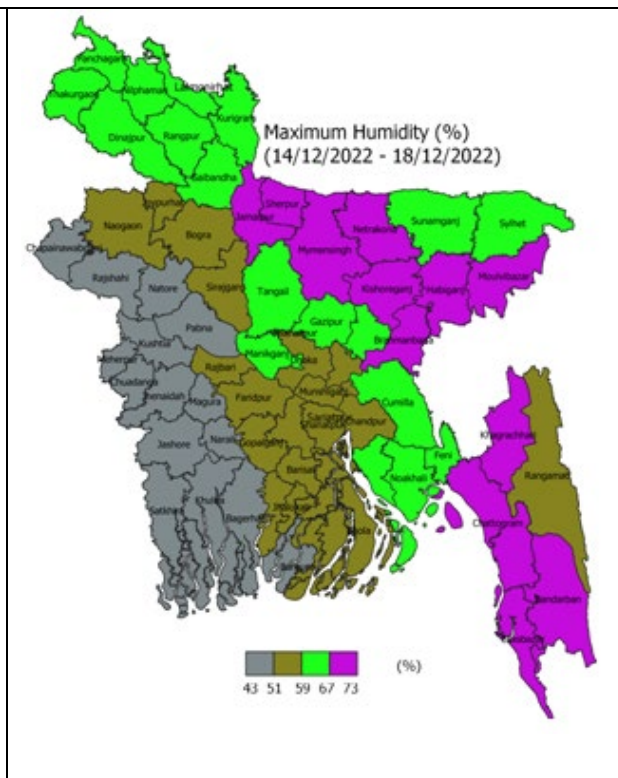 Panchagarh
Thakurgaon
Nilphamari
Lalmonirhat
Kurigram
Dinajpur
Rangpur
Gaibandha
Maximum Humidity (%)
(14/12/2022 - 18/12/2022)
Joypurhat
Naogaon
Bogra
Jamalpur
Sherpur
Mymensingh
Netrakona
Sunamganj
Sylhet
Chapainawabganj
Rajshahi
Natore
Sirajganj
Tangail
Kishoreganj
Habiganj
Moulvibazar
Pabna
Gazipur
Kushtia
Manikganj
Dhaka
Brahmanbaria
Meherpur
Chuadanga
Jhenaidah
Magura
Rajbari
Faridpur
Munshiganj
Cumilla
Shariatpur
Chandpur
Jashore
Narail
Gopalganj
Khagrachhari
Feni
Noakhali
Rangamati
Barisal
Satkhira
Khulna
Bagerhat
Jhalokati
Bhola
Chattogram
Bandarban
(%)
43 51 59 67 73